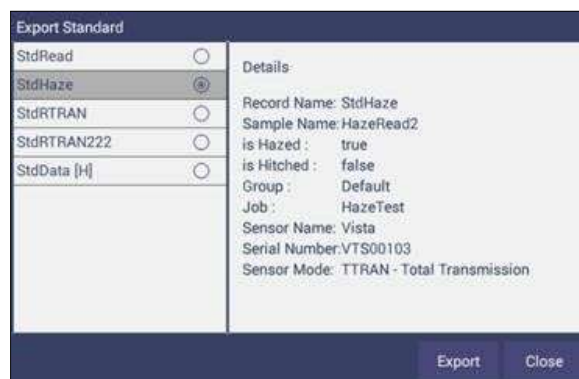 Export Standard
StdRead
StdHaze
StdRTRAN
StdRTRAN222
StdData [H]
Details
Record Name: StdHaze
Sample Name: HazeRead2
is Hazed : true
is Hitched : false
Group : Default
Job : HazeTest
Sensor Name: Vista
Serial Number:VTS00103
Sensor Mode: TTRAN - Total Transmission
Export Close